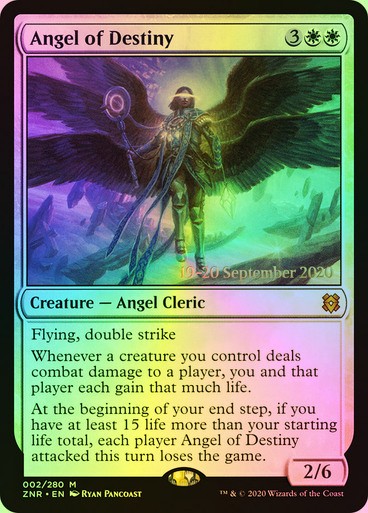 Angel of Destiny 3
19-20 September 2020
Creature — Angel Cleric
Flying, double strike
Whenever a creature you control deals
combat damage to a player, you and that
player each gain that much life.
At the beginning of your end step, if you
have at least 15 life more than your starting
life total, each player Angel of Destiny
attacked this turn loses the game.
2/6
002/280 M
ZNR • EN Ryan Pancoast
™ & © 2020 Wizards of the Coast